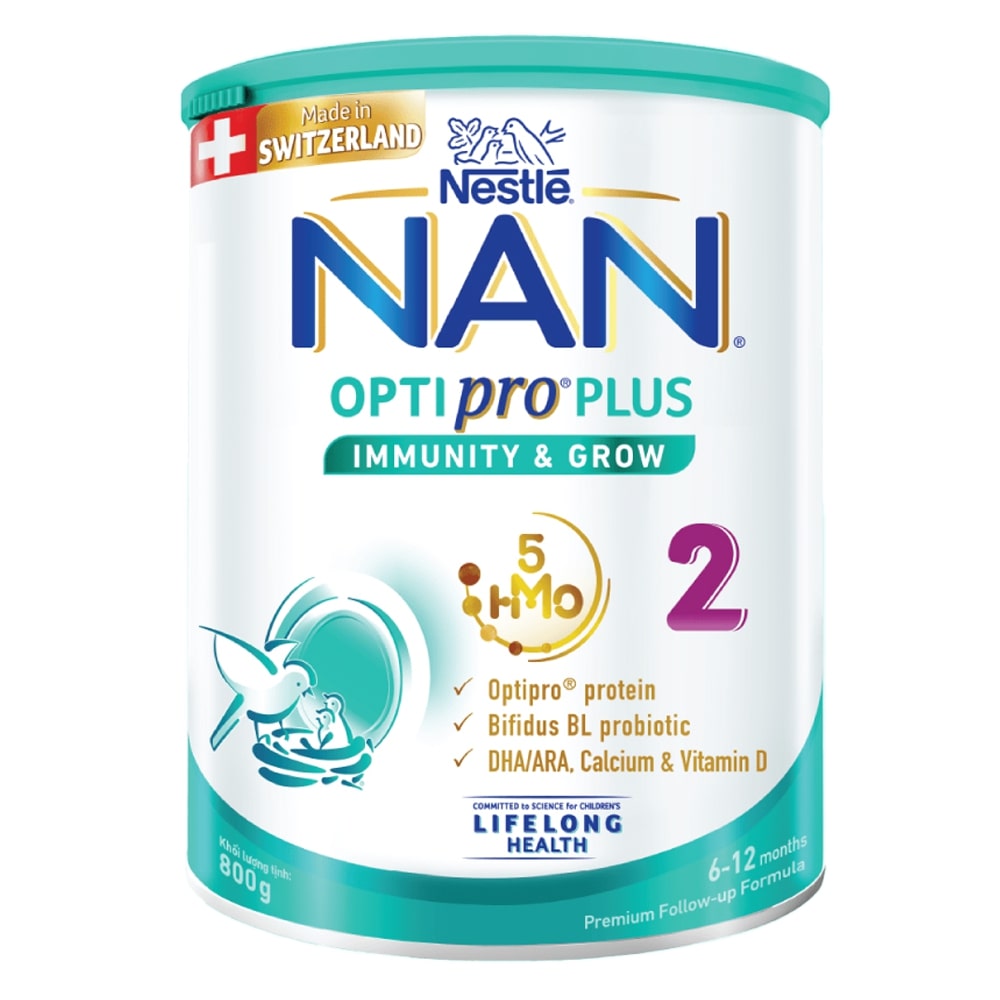 Made in
SWITZERLAND
Nestlé®
NAN®
OPTIpro® PLUS
IMMUNITY & GROW
5
HMO
2
✓ Optipro® protein
✓ Bifidus BL probiotic
✓ DHA/ARA, Calcium & Vitamin D
COMMITTED to SCIENCE for CHILDREN'S
LIFELONG
HEALTH
Khối lượng tịnh:
800g
6-12 months
Premium Follow-up Formula